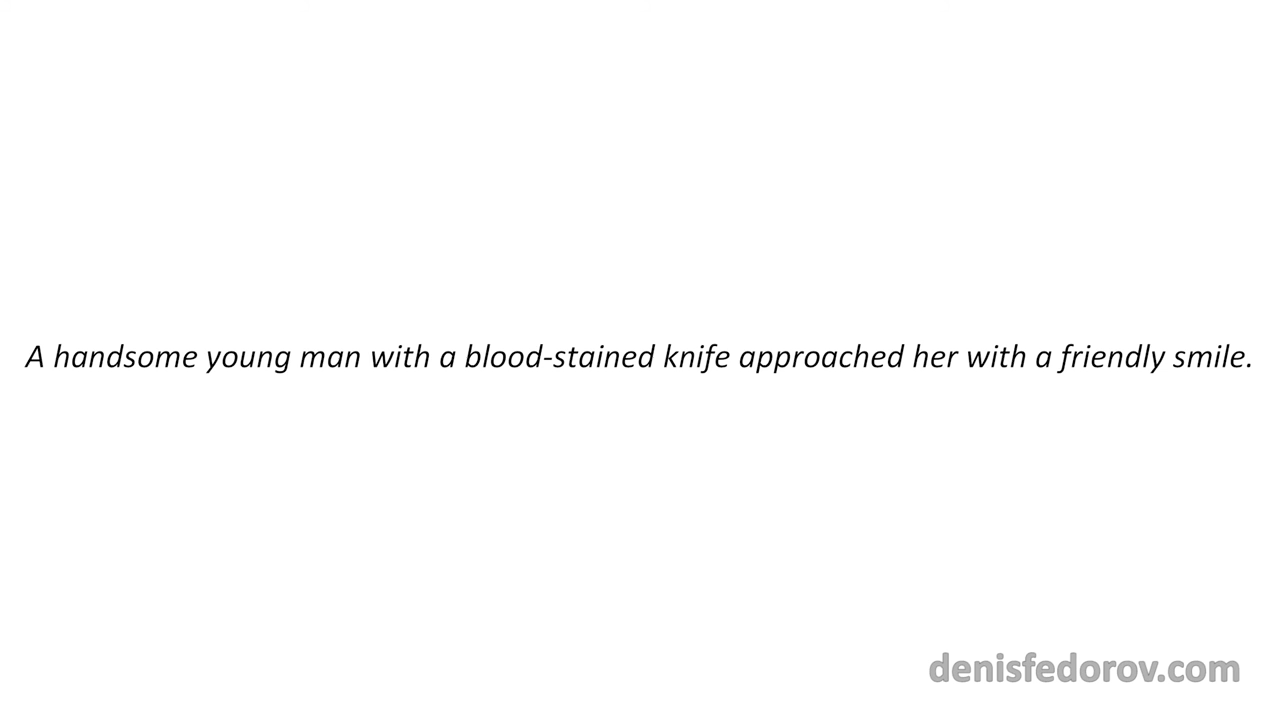 A handsome young man with a blood-stained knife approached her with a friendly smile.
denisfedorov.com